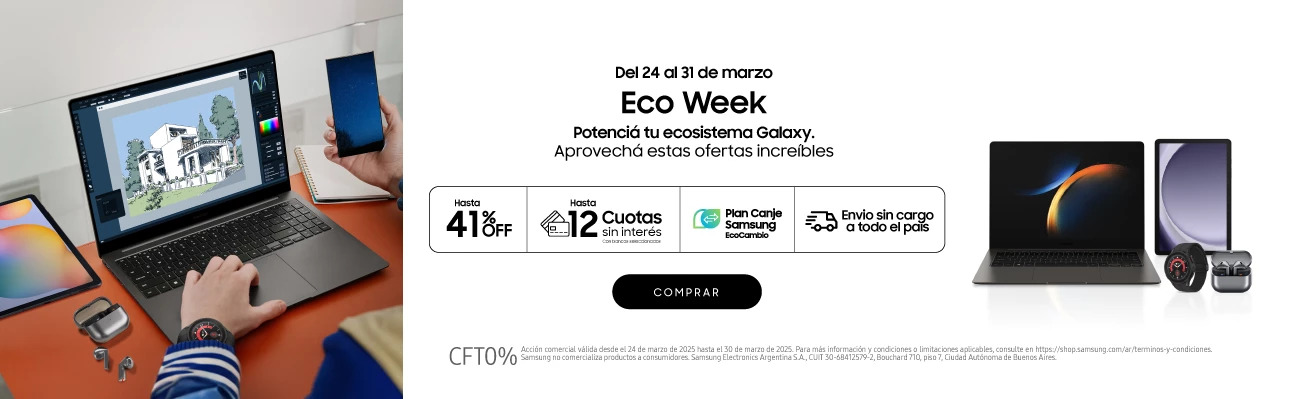 Del 24 al 31 de marzo
Eco Week
Potenciá tu ecosistema Galaxy.
Aprovechá estas ofertas increíbles
Hasta
41% OFF
Hasta
12 Cuotas
sin interés
Con bancos seleccionados
Plan Canje
Samsung
EcoCambio
Envio sin cargo
a todo el país
COMPRAR
CFT0%
Acción comercial válida desde el 24 de marzo de 2025 hasta el 30 de marzo de 2025. Para más información y condiciones o limitaciones aplicables, consulte en https://shop.samsung.com/ar/terminos-y-condiciones.
Samsung no comercializa productos a consumidores. Samsung Electronics Argentina S.A., CUIT 30-68412579-2, Bouchard 710, piso 7, Ciudad Autónoma de Buenos Aires.